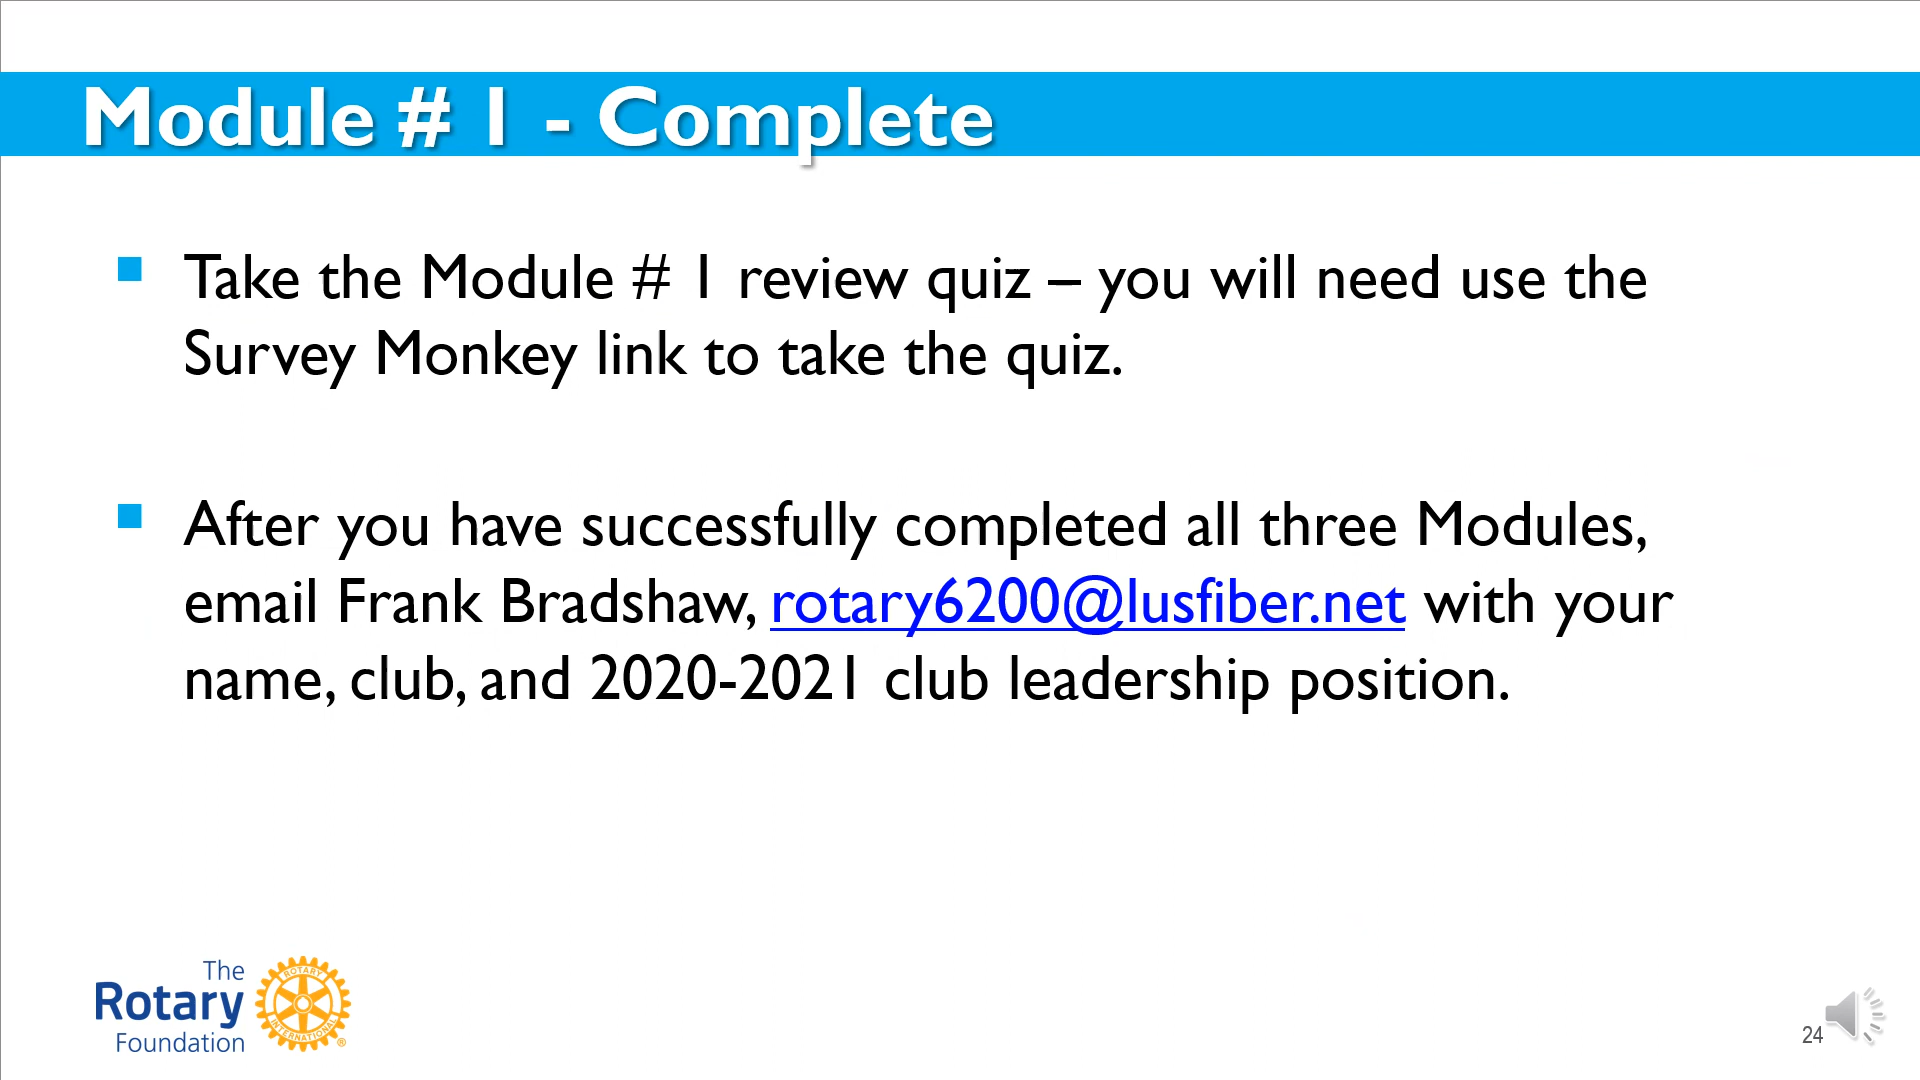 Module # 1 - Complete
Take the Module # 1 review quiz – you will need use the
Survey Monkey link to take the quiz.
After you have successfully completed all three Modules,
email Frank Bradshaw, rotary6200@lusfiber.net with your
name, club, and 2020-2021 club leadership position.
The
Rotary
Foundation
ROTARY
INTERNATIONAL
®
24